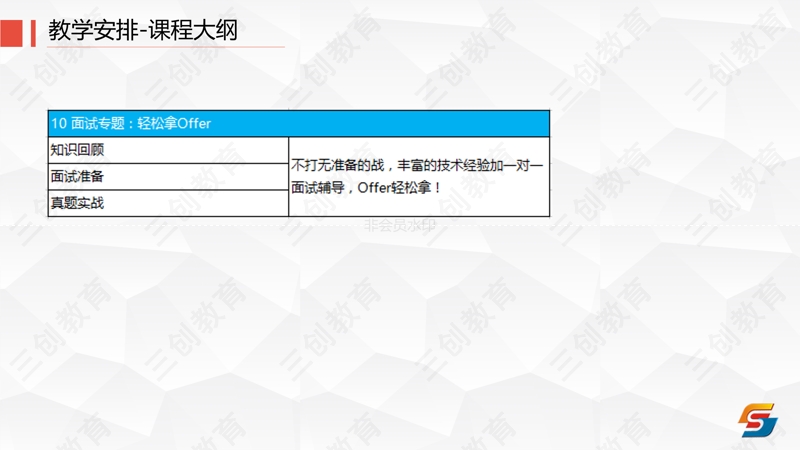 教学安排-课程大纲
10 面试专题：轻松拿Offer
知识回顾
面试准备
真题实战
不打无准备的战，丰富的技术经验加一对一
面试辅导，Offer轻松拿！
非会员水印
三创教育
三创教育
三创教育
三创教育
三创教育
三创教育
三创教育
三创教育
三创教育
三创教育
三创教育
三创教育